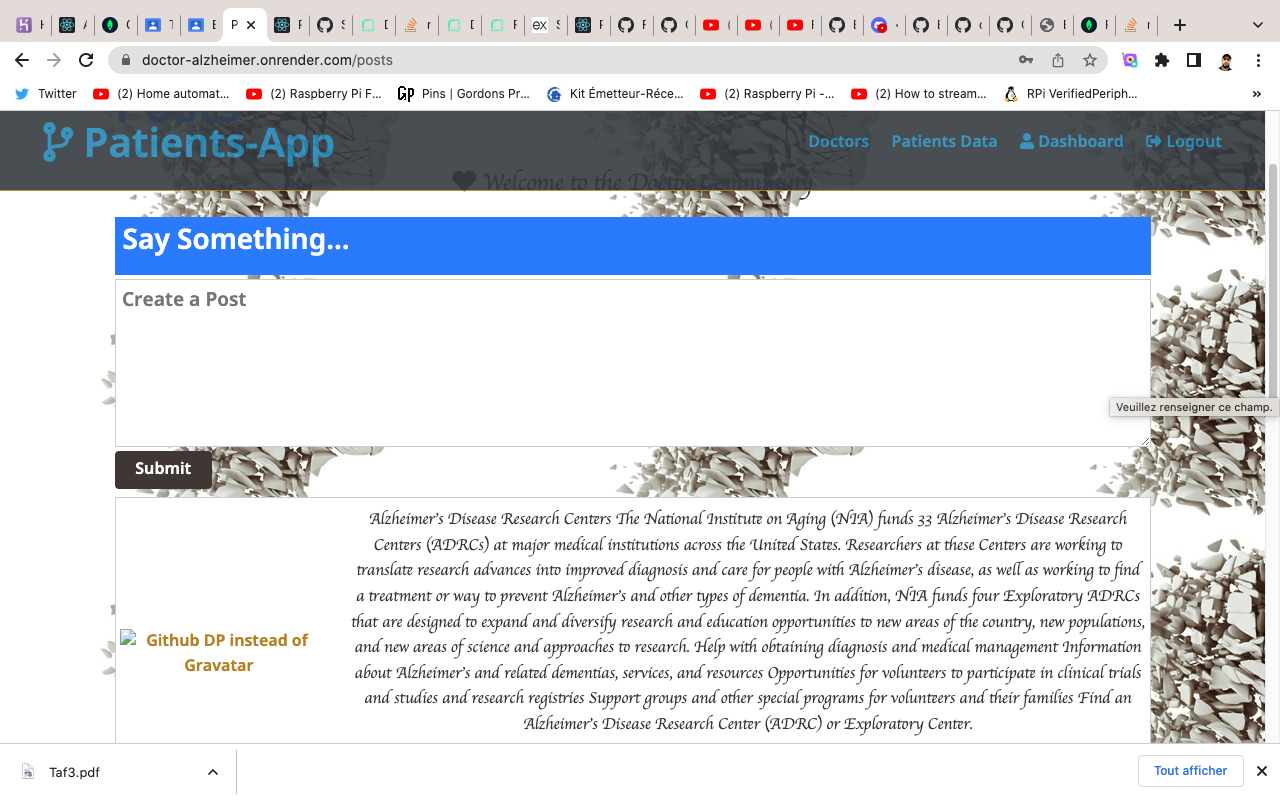 doctor-alzheimer.onrender.com/posts
Twitter
(2) Home automat...
(2) Raspberry Pi F...
Pins | Gordons Pr...
Kit Émetteur-Réce...
(2) Raspberry Pi -...
(2) How to stream...
RPi VerifiedPeriph...
»
Posts
Patients-App
Doctors
Patients Data
Dashboard
Logout
Welcome to the Doctor Community
Say Something...
Create a Post
Veuillez renseigner ce champ.
Submit
Github DP instead of
Gravatar
Alzheimer's Disease Research Centers The National Institute on Aging (NIA) funds 33 Alzheimer's Disease Research
Centers (ADRCs) at major medical institutions across the United States. Researchers at these Centers are working to
translate research advances into improved diagnosis and care for people with Alzheimer's disease, as well as working to find
a treatment or way to prevent Alzheimer's and other types of dementia. In addition, NIA funds four Exploratory ADRCs
that are designed to expand and diversify research and education opportunities to new areas of the country, new populations,
and new areas of science and approaches to research. Help with obtaining diagnosis and medical management Information
about Alzheimer's and related dementias, services, and resources Opportunities for volunteers to participate in clinical trials
and studies and research registries Support groups and other special programs for volunteers and their families Find an
Alzheimer's Disease Research Center (ADRC) or Exploratory Center.
Taf3.pdf
Tout afficher